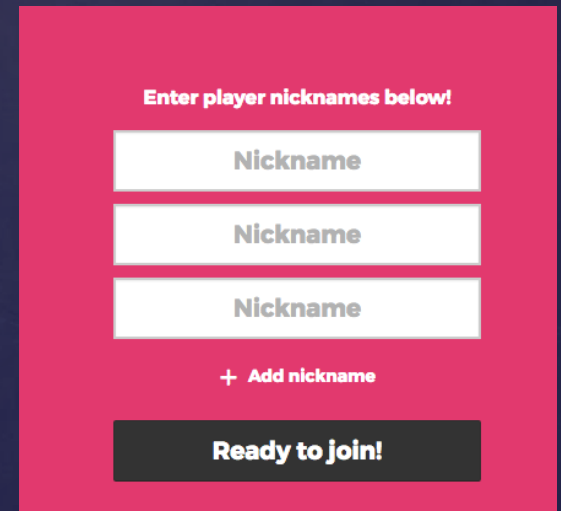 Enter player nicknames below!
Nickname
Nickname
Nickname
+ Add nickname
Ready to join!